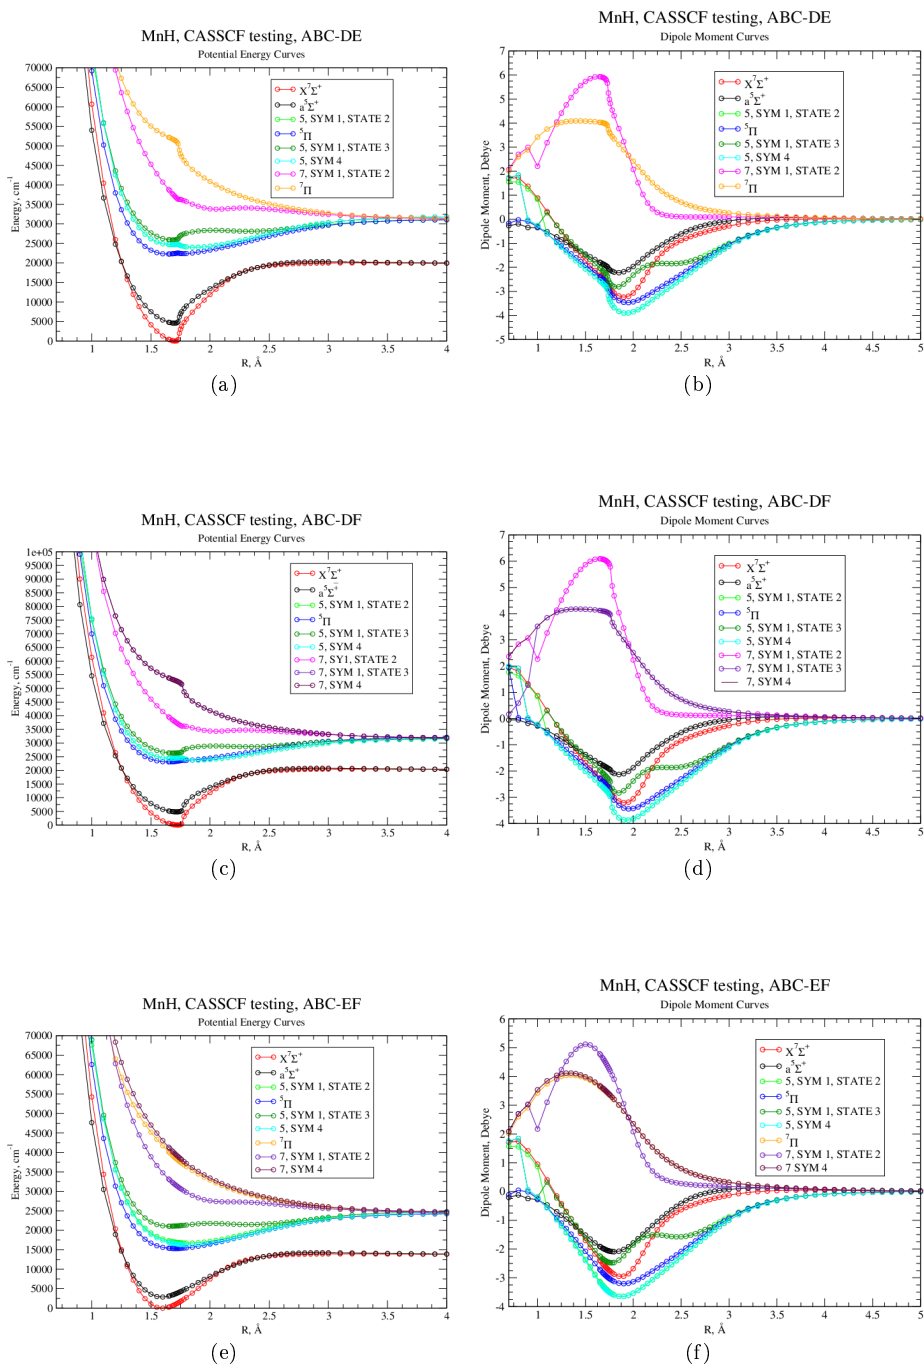 MnH, CASSCF testing, ABC-DE
Potential Energy Curves
70000
65000
60000
55000
50000
45000
40000
35000
30000
25000
20000
15000
10000
5000
0
Energy, cm⁻¹
X⁷Σ⁺
a⁵Σ⁺
5, SYM 1, STATE 2
⁵Π
5, SYM 1, STATE 3
5, SYM 4
7, SYM 1, STATE 2
⁷Π
1 1.5 2 2.5 3 3.5 4
R, Å
(a)
MnH, CASSCF testing, ABC-DE
Dipole Moment Curves
7
6
5
4
3
2
1
0
-1
-2
-3
-4
-5
Dipole Moment, Debye
X⁷Σ⁺
a⁵Σ⁺
5, SYM 1, STATE 2
⁵Π
5, SYM 1, STATE 3
5, SYM 4
7, SYM 1, STATE 2
⁷Π
1 1.5 2 2.5 3 3.5 4 4.5 5
R, Å
(b)
MnH, CASSCF testing, ABC-DF
Potential Energy Curves
1e+05
95000
90000
85000
80000
75000
70000
65000
60000
55000
50000
45000
40000
35000
30000
25000
20000
15000
10000
5000
0
Energy, cm⁻¹
X⁷Σ⁺
a⁵Σ⁺
5, SYM 1, STATE 2
⁵Π
5, SYM 1, STATE 3
5, SYM 4
7, SY1, STATE 2
7, SYM 1, STATE 3
7, SYM 4
1 1.5 2 2.5 3 3.5 4
R, Å
(c)
MnH, CASSCF testing, ABC-DF
Dipole Moment Curves
7
6
5
4
3
2
1
0
-1
-2
-3
-4
Dipole Moment, Debye
X⁷Σ⁺
a⁵Σ⁺
5, SYM 1, STATE 2
⁵Π
5, SYM 1, STATE 3
5, SYM 4
7, SYM 1, STATE 2
7, SYM 1, STATE 3
7, SYM 4
1 1.5 2 2.5 3 3.5 4 4.5 5
R, Å
(d)
MnH, CASSCF testing, ABC-EF
Potential Energy Curves
70000
65000
60000
55000
50000
45000
40000
35000
30000
25000
20000
15000
10000
5000
0
Energy, cm⁻¹
X⁷Σ⁺
a⁵Σ⁺
5, SYM 1, STATE 2
⁵Π
5, SYM 1, STATE 3
5, SYM 4
⁷Π
7, SYM 1, STATE 2
7, SYM 4
1 1.5 2 2.5 3 3.5 4
R, Å
(e)
MnH, CASSCF testing, ABC-EF
Dipole Moment Curves
6
5
4
3
2
1
0
-1
-2
-3
-4
Dipole Moment, Debye
X⁷Σ⁺
a⁵Σ⁺
5, SYM 1, STATE 2
⁵Π
5, SYM 1, STATE 3
5, SYM 4
⁷Π
7, SYM 1, STATE 2
7 SYM 4
1 1.5 2 2.5 3 3.5 4 4.5 5
R, Å
(f)